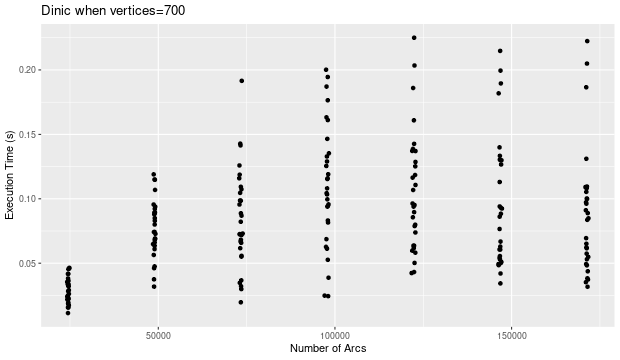 Dinic when vertices=700
Execution Time (s)
0.20
0.15
0.10
0.05
50000
100000
150000
Number of Arcs